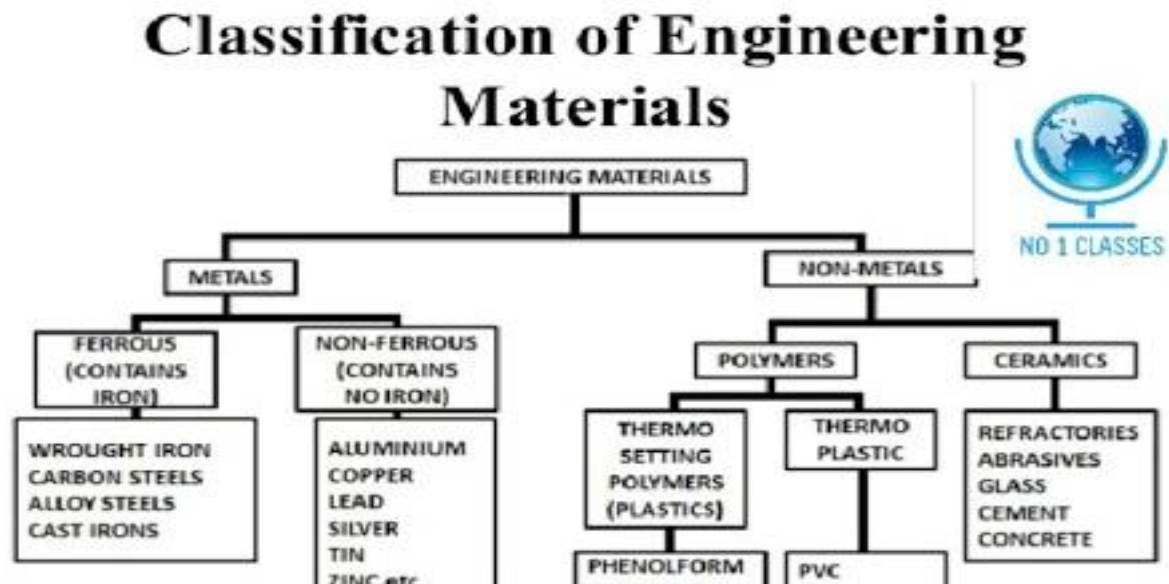 Classification of Engineering
Materials
ENGINEERING MATERIALS
NO 1 CLASSES
METALS
NON-METALS
FERROUS
(CONTAINS
IRON)
NON-FERROUS
(CONTAINS
NO IRON)
POLYMERS
CERAMICS
WROUGHT IRON
CARBON STEELS
ALLOY STEELS
CAST IRONS
ALUMINIUM
COPPER
LEAD
SILVER
TIN
ZINC etc
THERMO
SETTING
POLYMERS
(PLASTICS)
PHENOLFORM
THERMO
PLASTIC
PVC
REFRACTORIES
ABRASIVES
GLASS
CEMENT
CONCRETE